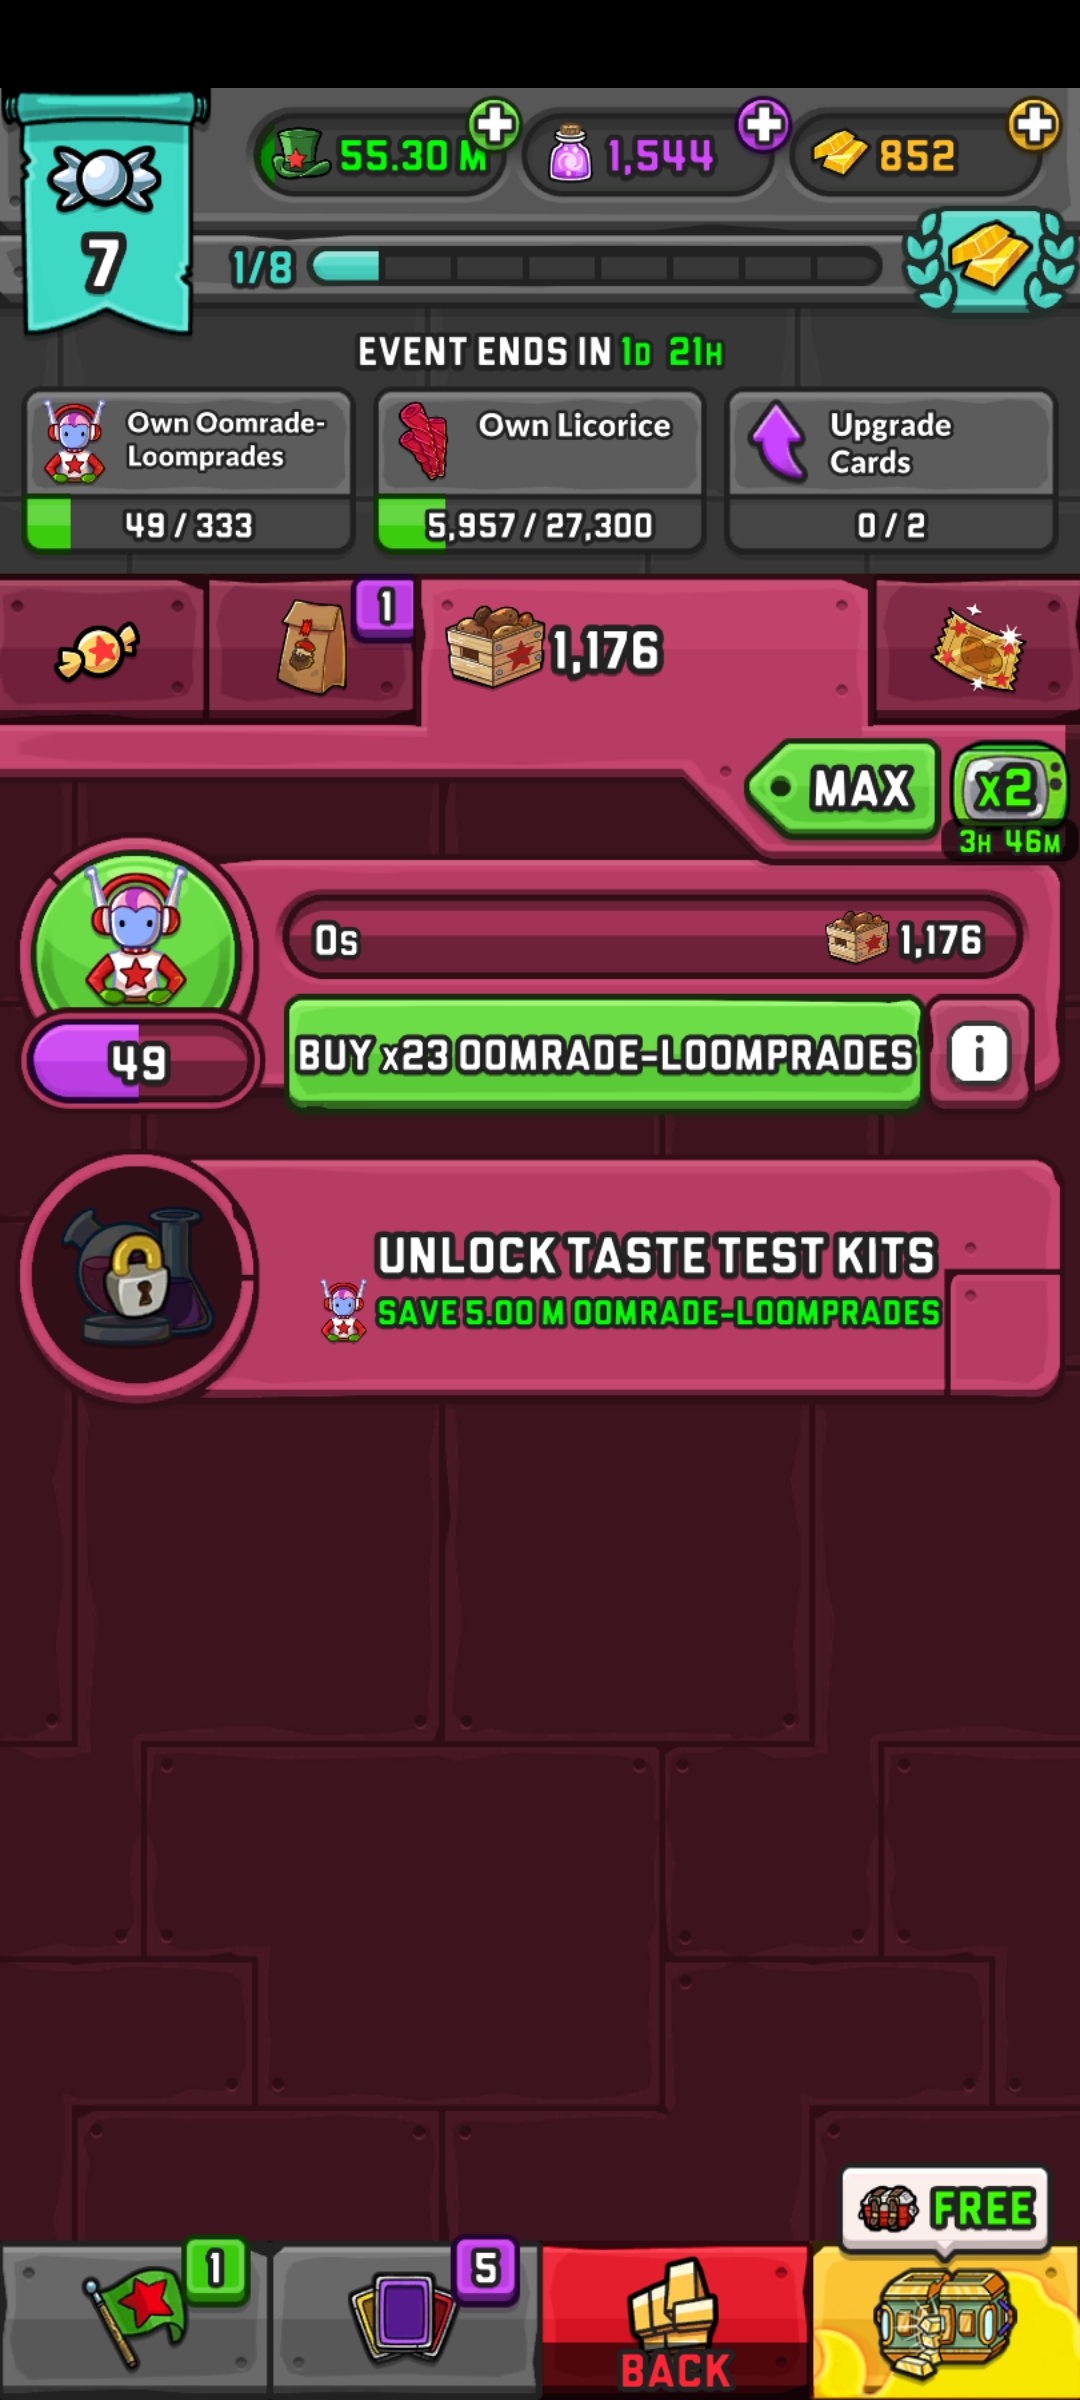 55.30 M
1,544
852
7
1/8
EVENT ENDS IN 1D 21H
Own Oomrade-
Loomprades
49 / 333
Own Licorice
5,957 / 27,300
Upgrade
Cards
0 / 2
1
1,176
MAX
x2
3H 46M
0s
1,176
49
BUY x23 OOMRADE-LOOMPRADES
i
UNLOCK TASTE TEST KITS
SAVE 5.00 M OOMRADE-LOOMPRADES
FREE
1
5
BACK